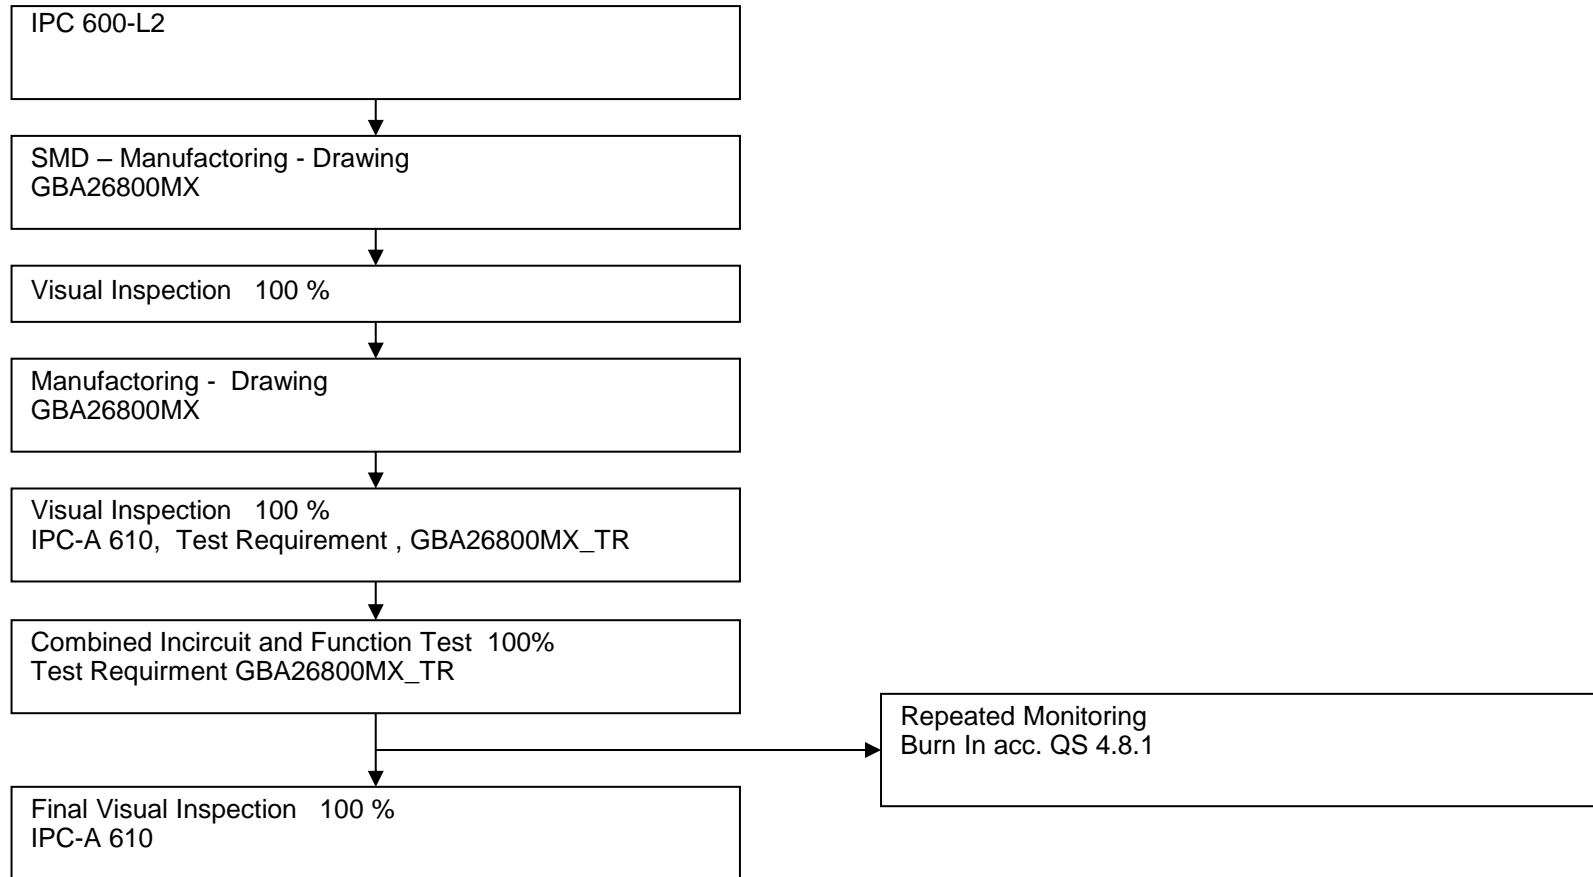 IPC 600-L2
SMD – Manufactoring - Drawing
GBA26800MX
Visual Inspection   100 %
Manufactoring -  Drawing
GBA26800MX
Visual Inspection   100 %
IPC-A 610,  Test Requirement , GBA26800MX_TR
Combined Incircuit and Function Test  100%
Test Requirment GBA26800MX_TR
Repeated Monitoring
Burn In acc. QS 4.8.1
Final Visual Inspection   100 %
IPC-A 610